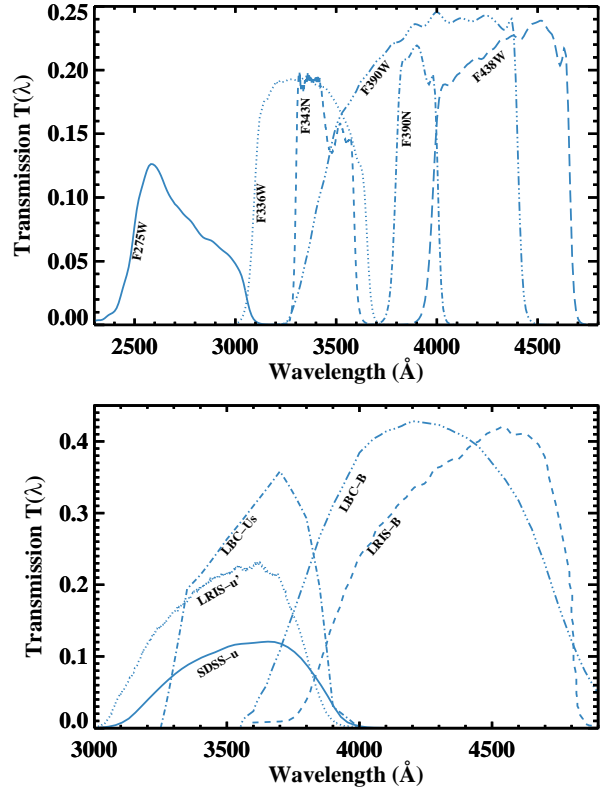 0.25
0.20
0.15
0.10
0.05
0.00
Transmission T(λ)
F275W
F336W
F343N
F390W
F390N
F438W
2500 3000 3500 4000 4500
Wavelength (Å)
0.4
0.3
0.2
0.1
0.0
Transmission T(λ)
LBC–Us
LRIS–u'
SDSS–u
LBC–B
LRIS–B
3000 3500 4000 4500
Wavelength (Å)